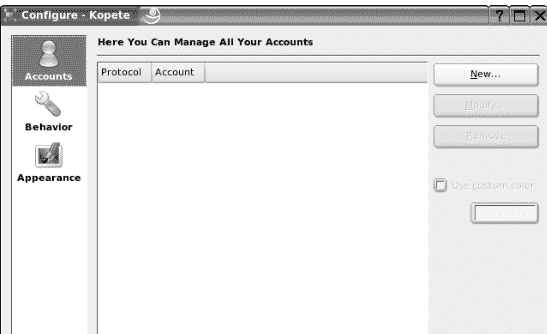 Configure - Kopete
Accounts
Behavior
Appearance
Here You Can Manage All Your Accounts
Protocol Account
New...
Modify...
Remove
Use custom color